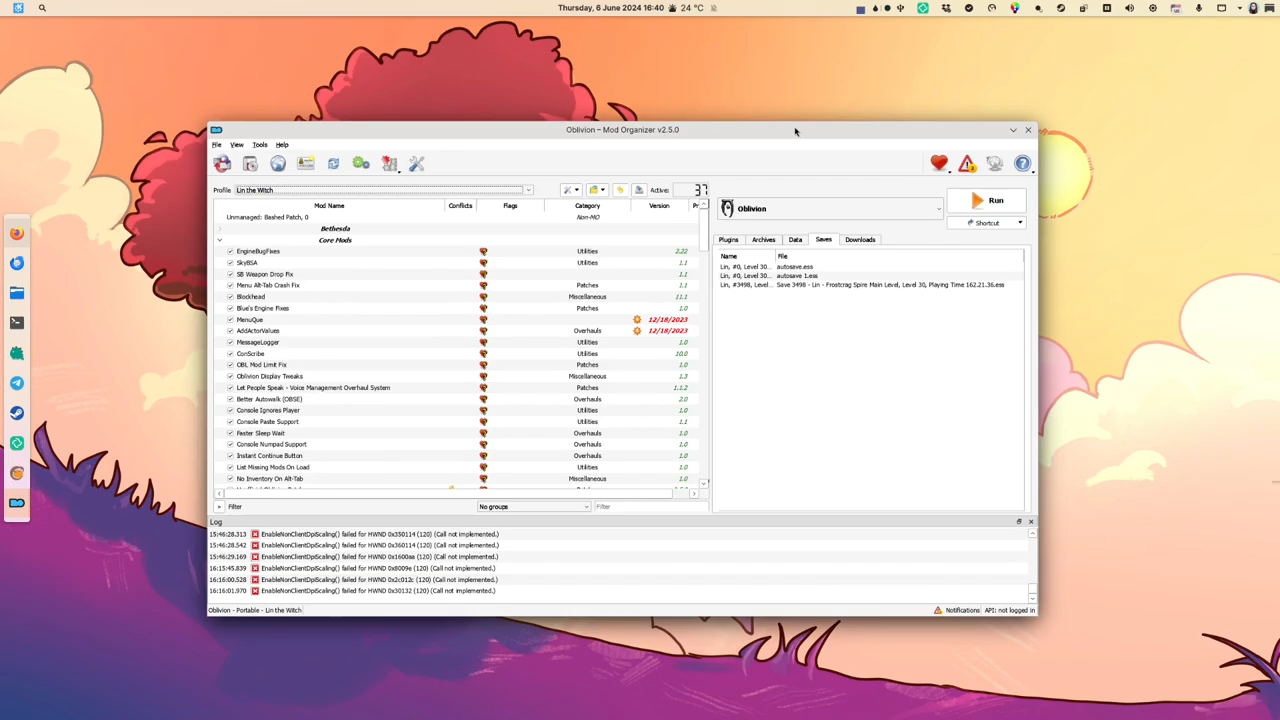 Thursday, 6 June 2024 16:40 24 °C
Oblivion – Mod Organizer v2.5.0
File View Tools Help
Profile Lin the Witch Active: 37
Mod Name Conflicts Flags Category Version Pr
Unmanaged: Bashed Patch, 0 Non-MO
Bethesda
Core Mods
EngineBugFixes Utilities 2.22
SkyBSA Utilities 1.1
SB Weapon Drop Fix 1.1
Menu Alt-Tab Crash Fix Patches 1.1
Blockhead Miscellaneous 11.1
Blue's Engine Fixes Patches 1.0
MenuQue 12/18/2023
AddActorValues Overhauls 12/18/2023
MessageLogger Utilities 1.0
ConScribe Utilities 10.0
OBL Mod Limit Fix Patches 1.0
Oblivion Display Tweaks Miscellaneous 1.3
Let People Speak - Voice Management Overhaul System Patches 1.1.2
Better Autowalk (OBSE) Overhauls 2.0
Console Ignores Player Utilities 1.0
Console Paste Support Utilities 1.1
Faster Sleep Wait Overhauls 1.0
Console Numpad Support Overhauls 1.0
Instant Continue Button Overhauls 1.0
List Missing Mods On Load Utilities 1.0
No Inventory On Alt-Tab Miscellaneous 1.0
Filter No groups Filter
Oblivion
Run
Shortcut
Plugins Archives Data Saves Downloads
Name File
Lin, #0, Level 30... autosave.ess
Lin, #0, Level 30... autosave 1.ess
Lin, #3498, Level... Save 3498 - Lin - Frostcrag Spire Main Level, Level 30, Playing Time 162.21.36.ess
Log
15:46:28.313 EnableNonClientDpiScaling() failed for HWND 0x350114 (120) (Call not implemented.)
15:46:28.542 EnableNonClientDpiScaling() failed for HWND 0x360114 (120) (Call not implemented.)
15:46:29.169 EnableNonClientDpiScaling() failed for HWND 0x1600aa (120) (Call not implemented.)
16:15:45.839 EnableNonClientDpiScaling() failed for HWND 0x8009e (120) (Call not implemented.)
16:16:00.528 EnableNonClientDpiScaling() failed for HWND 0x2c012c (120) (Call not implemented.)
16:16:01.970 EnableNonClientDpiScaling() failed for HWND 0x30132 (120) (Call not implemented.)
Oblivion - Portable - Lin the Witch Notifications API: not logged in